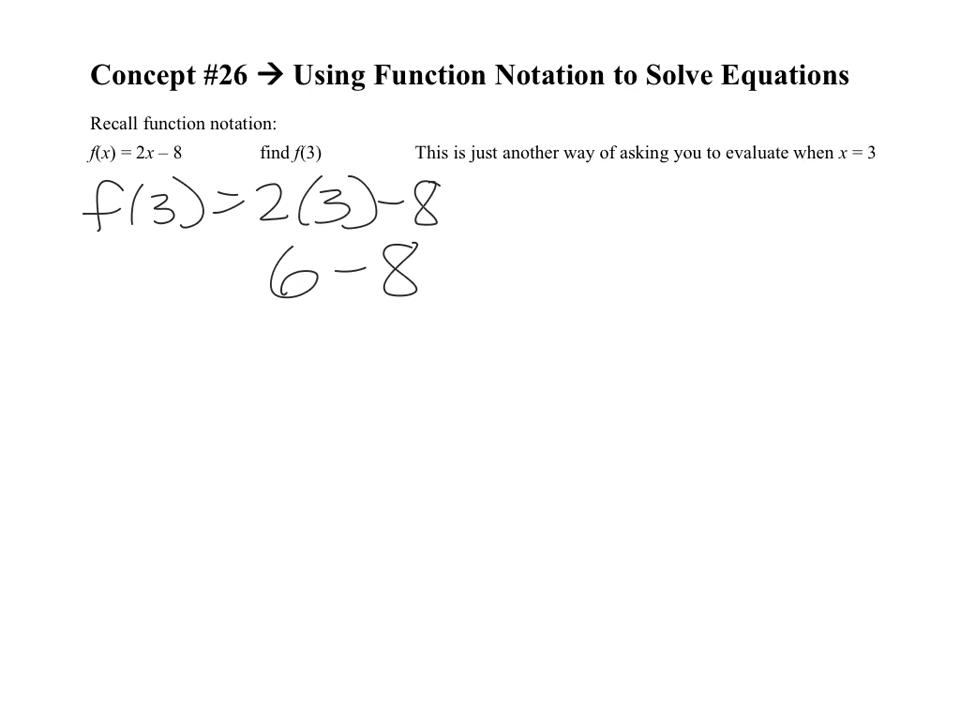 Concept #26 → Using Function Notation to Solve Equations
Recall function notation:
f(x) = 2x – 8 find f(3) This is just another way of asking you to evaluate when x = 3
f(3) = 2(3) - 8
6 - 8